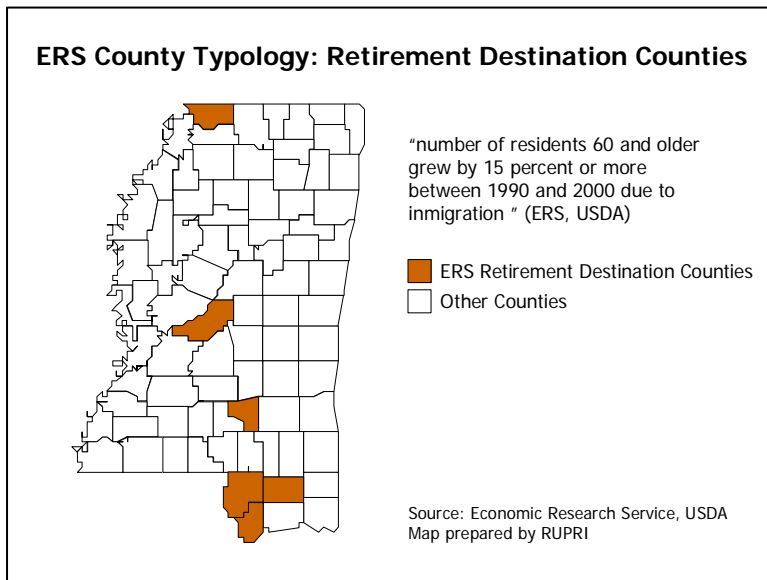 ERS County Typology: Retirement Destination Counties
"number of residents 60 and older
grew by 15 percent or more
between 1990 and 2000 due to
inmigration " (ERS, USDA)
ERS Retirement Destination Counties
Other Counties
Source: Economic Research Service, USDA
Map prepared by RUPRI